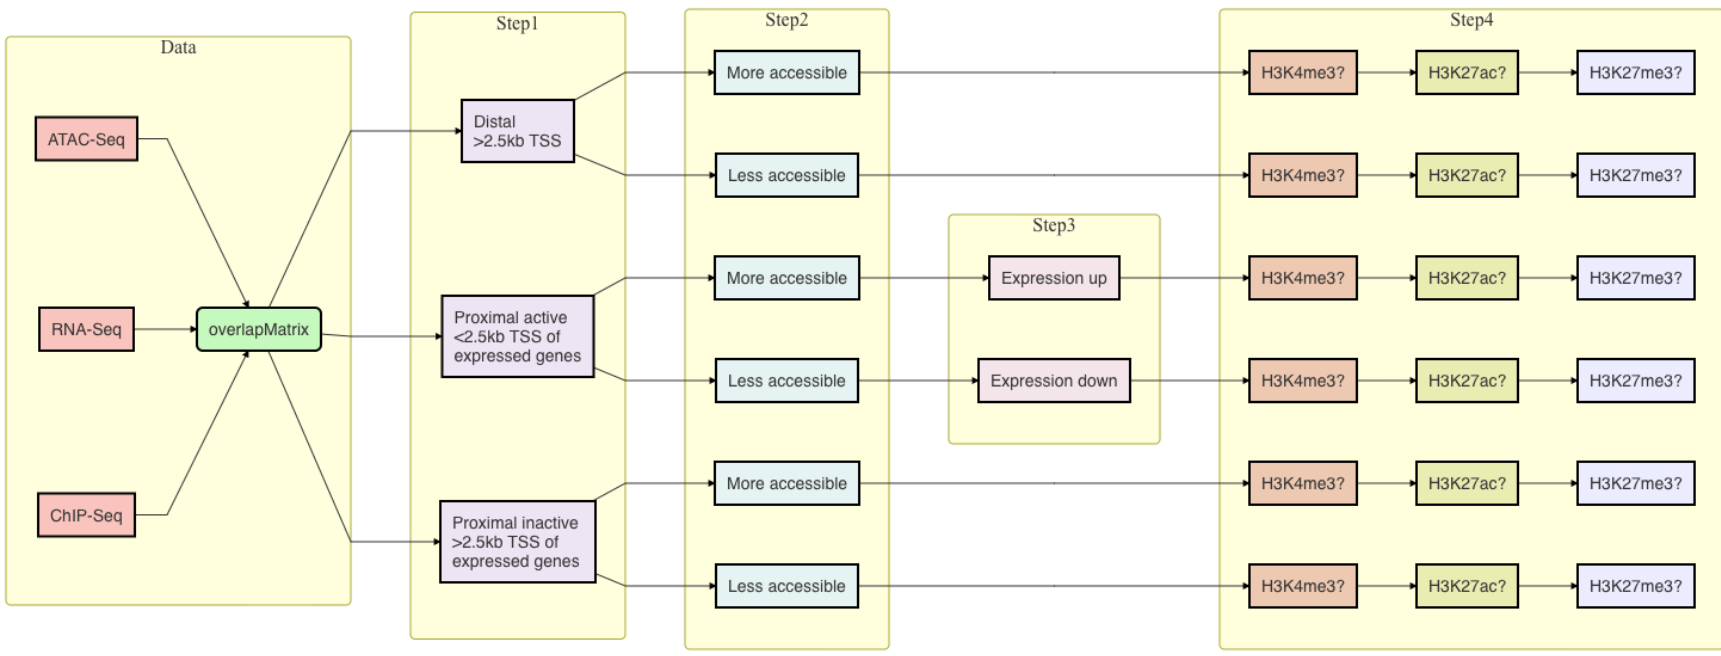 Data
ATAC-Seq
RNA-Seq
ChIP-Seq
overlapMatrix
Step1
Distal
>2.5kb TSS
Proximal active
<2.5kb TSS of
expressed genes
Proximal inactive
>2.5kb TSS of
expressed genes
Step2
More accessible
Less accessible
More accessible
Less accessible
More accessible
Less accessible
Step3
Expression up
Expression down
Step4
H3K4me3? H3K27ac? H3K27me3?
H3K4me3? H3K27ac? H3K27me3?
H3K4me3? H3K27ac? H3K27me3?
H3K4me3? H3K27ac? H3K27me3?
H3K4me3? H3K27ac? H3K27me3?
H3K4me3? H3K27ac? H3K27me3?